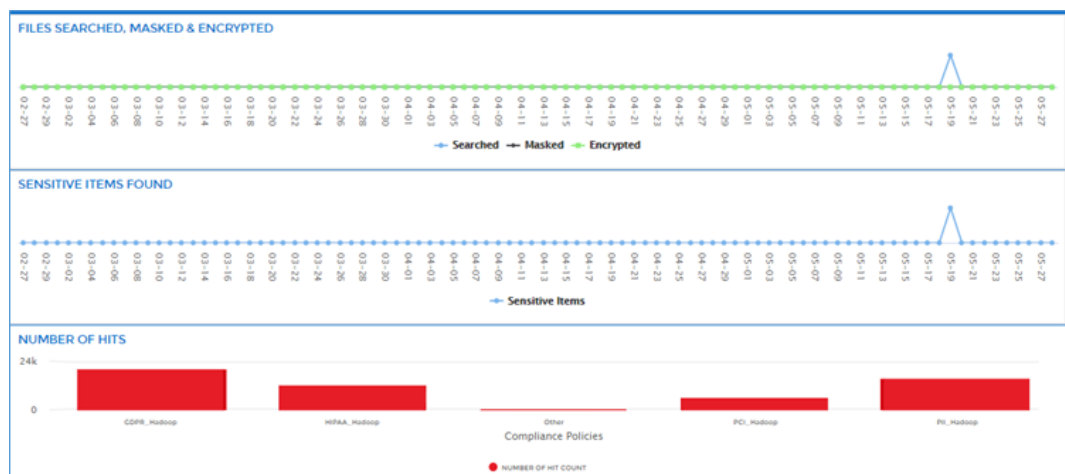 FILES SEARCHED, MASKED & ENCRYPTED
02-27 02-29 03-02 03-04 03-06 03-08 03-10 03-12 03-14 03-16 03-18 03-20 03-22 03-24 03-26 03-28 03-30 04-01 04-03 04-05 04-07 04-09 04-11 04-13 04-15 04-17 04-19 04-21 04-23 04-25 04-27 04-29 05-01 05-03 05-05 05-07 05-09 05-11 05-13 05-15 05-17 05-19 05-21 05-23 05-25 05-27
Searched Masked Encrypted
SENSITIVE ITEMS FOUND
02-27 02-29 03-02 03-04 03-06 03-08 03-10 03-12 03-14 03-16 03-18 03-20 03-22 03-24 03-26 03-28 03-30 04-01 04-03 04-05 04-07 04-09 04-11 04-13 04-15 04-17 04-19 04-21 04-23 04-25 04-27 04-29 05-01 05-03 05-05 05-07 05-09 05-11 05-13 05-15 05-17 05-19 05-21 05-23 05-25 05-27
Sensitive Items
NUMBER OF HITS
24k
0
GDPR_Hadoop HIPAA_Hadoop Other PCI_Hadoop PII_Hadoop
Compliance Policies
NUMBER OF HIT COUNT